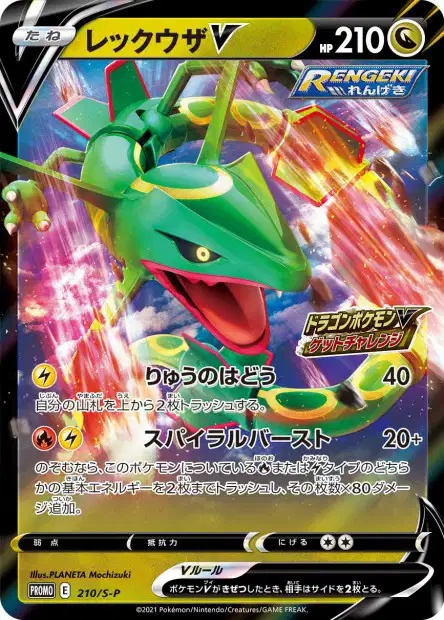 たね レックウザV HP 210
RENGEKI
れんげき
ドラゴンポケモンV
ゲットチャレンジ
りゅうのはどう 40
自分の山札を上から2枚トラッシュする。
スパイラルバースト 20+
のぞむなら、このポケモンについている🔥または⚡タイプのどちら
かの基本エネルギーを2枚までトラッシュし、その枚数×80ダメ
ージ追加。
弱点 抵抗力 にげる
Illus.PLANETA Mochizuki
Vルール
PROMO E 210/S-P
ポケモンVがきぜつしたとき、相手はサイドを2枚とる。
©2021 Pokémon/Nintendo/Creatures/GAME FREAK.